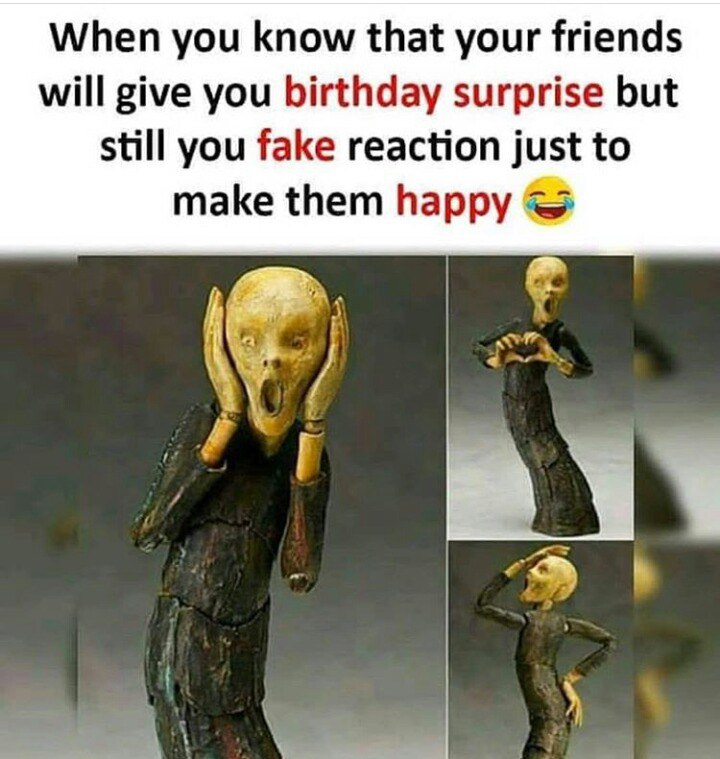 When you know that your friends
will give you birthday surprise but
still you fake reaction just to
make them happy 😂